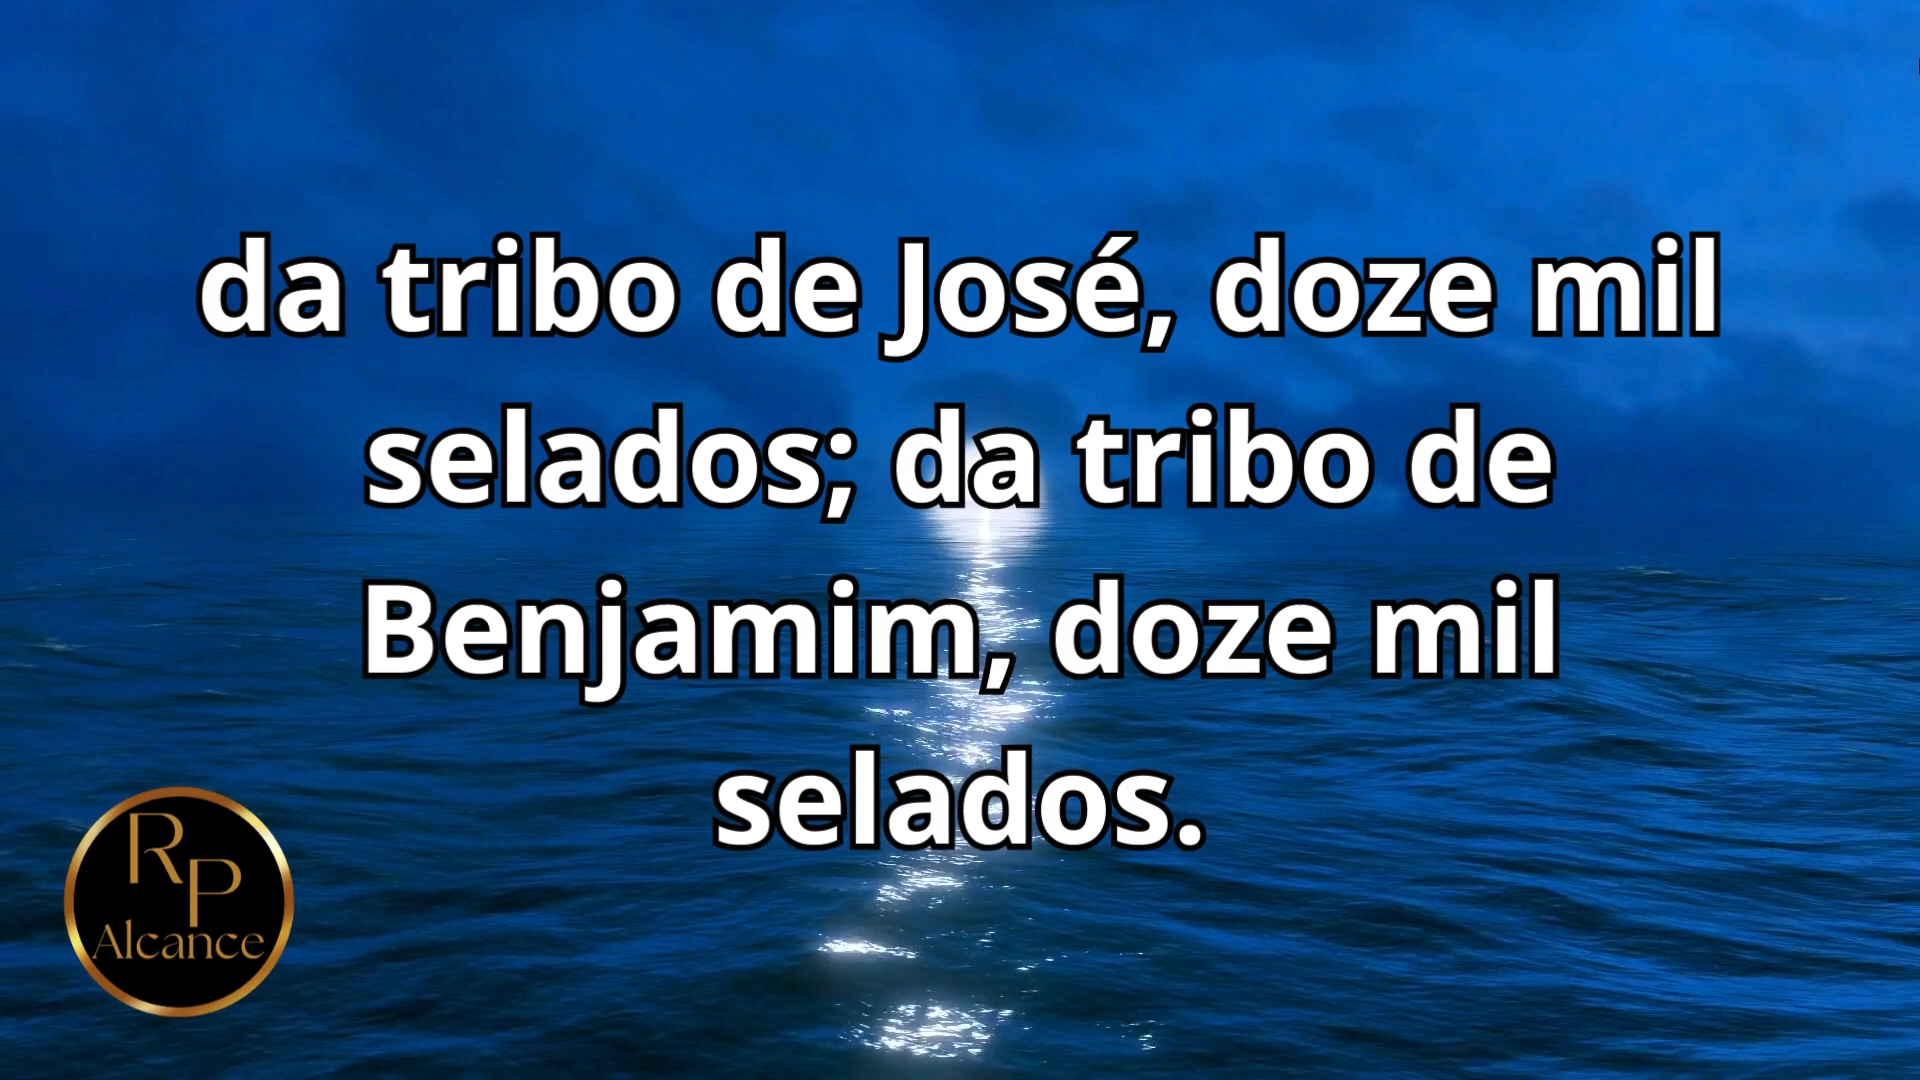 da tribo de José, doze mil
selados; da tribo de
Benjamim, doze mil
selados.
RP
Alcance